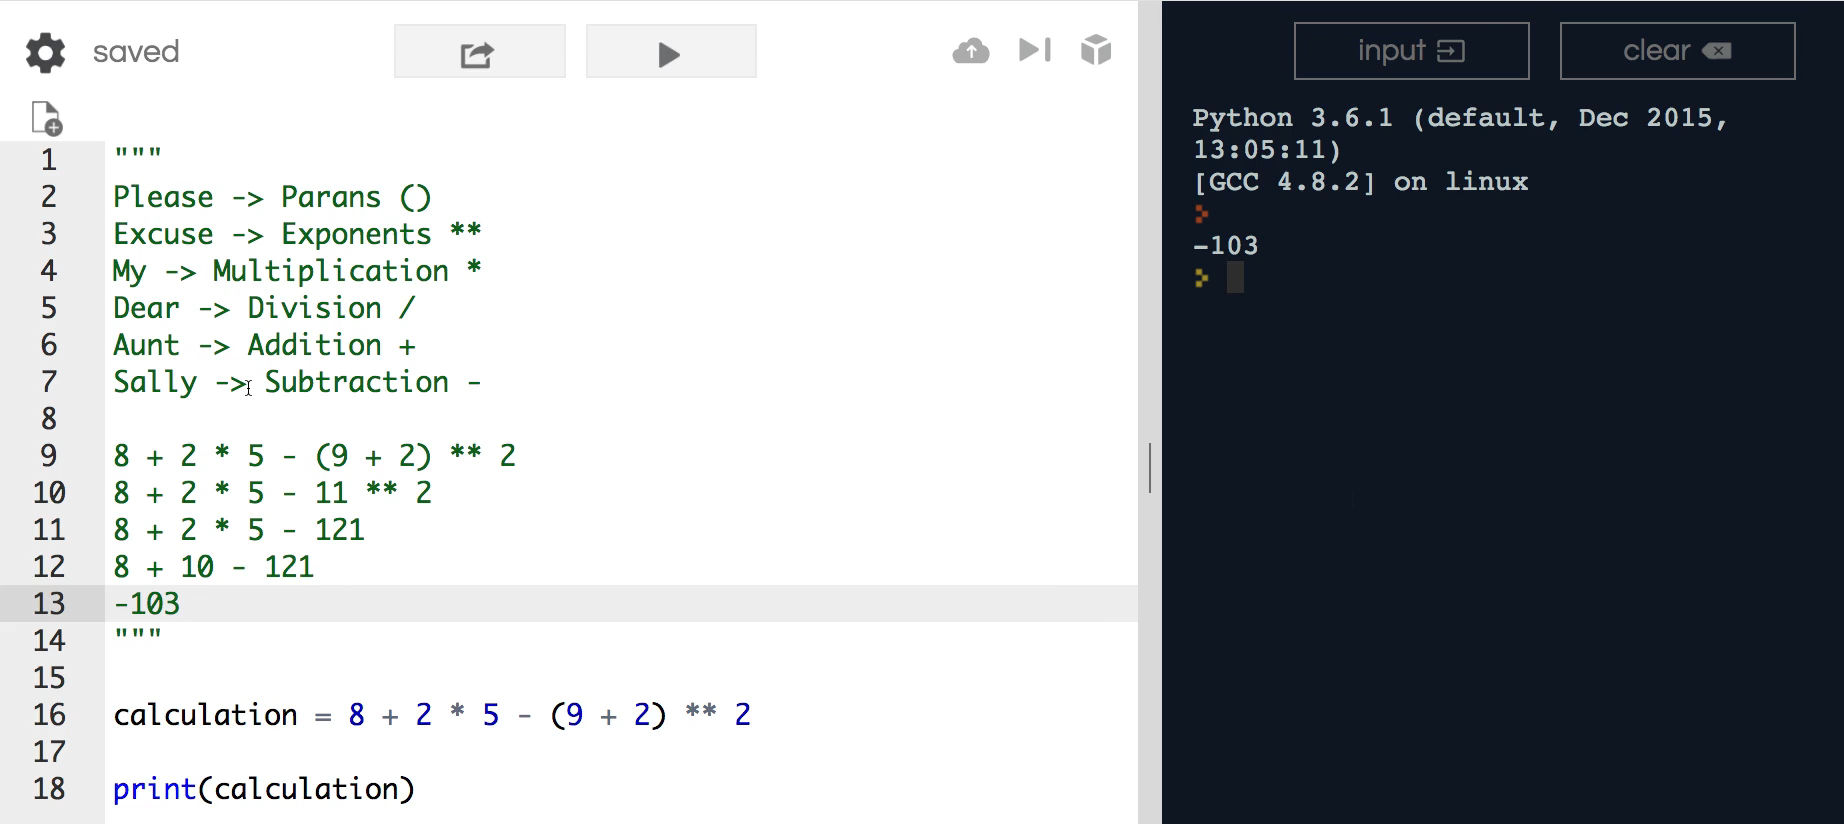 saved
1 """
2 Please -> Parans ()
3 Excuse -> Exponents **
4 My -> Multiplication *
5 Dear -> Division /
6 Aunt -> Addition +
7 Sally -> Subtraction -
8
9 8 + 2 * 5 - (9 + 2) ** 2
10 8 + 2 * 5 - 11 ** 2
11 8 + 2 * 5 - 121
12 8 + 10 - 121
13 -103
14 """
15
16 calculation = 8 + 2 * 5 - (9 + 2) ** 2
17
18 print(calculation)
input
clear
Python 3.6.1 (default, Dec 2015,
13:05:11)
[GCC 4.8.2] on linux
-103